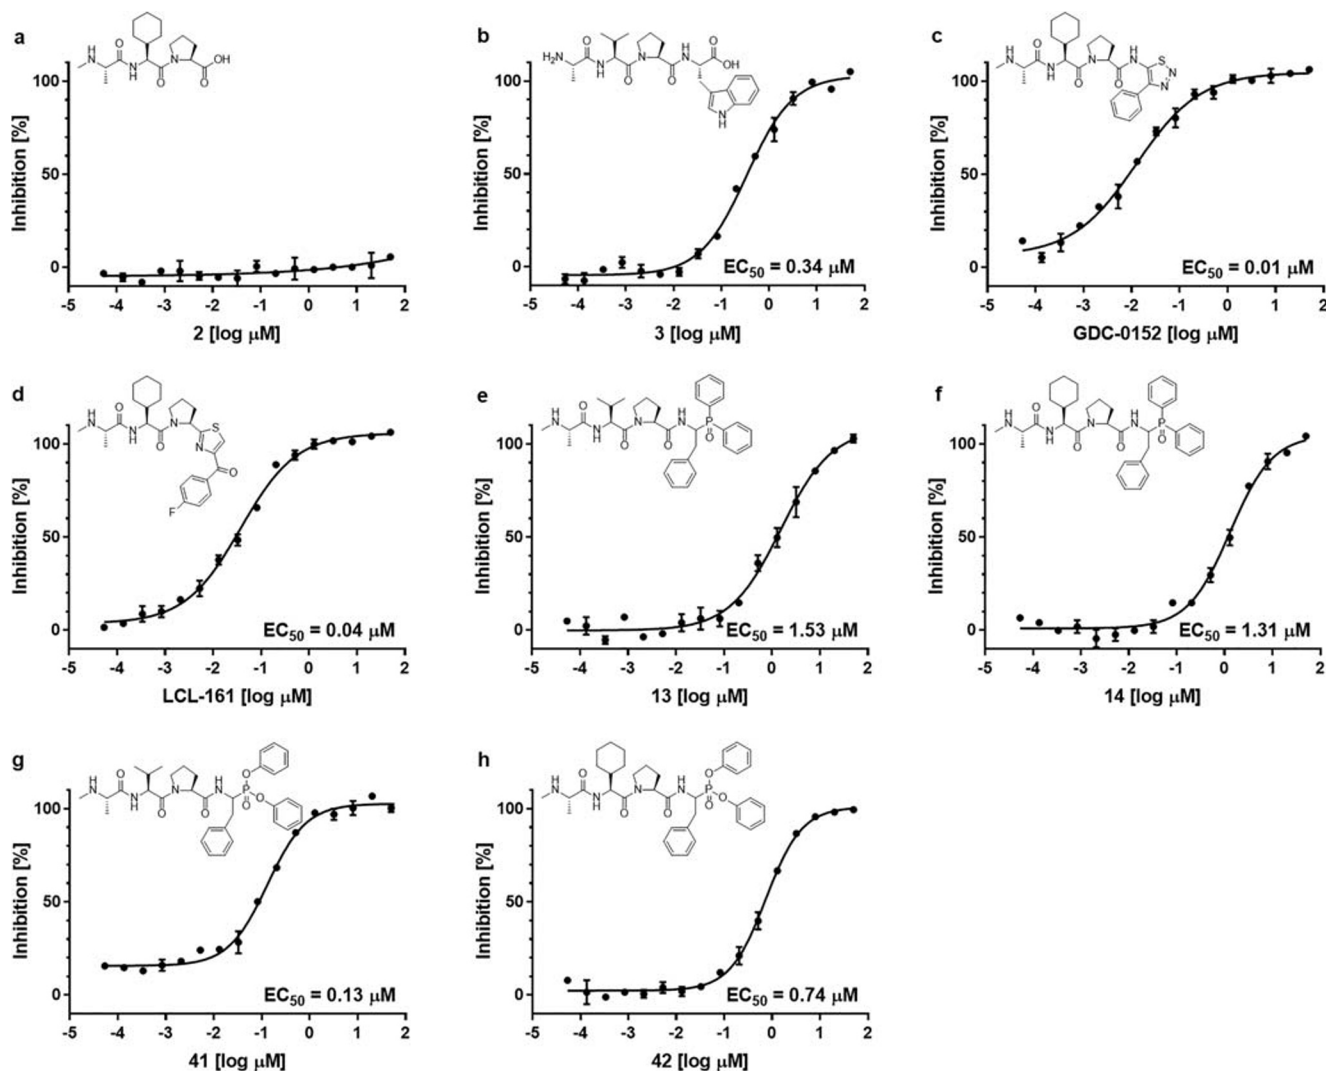 a
b
c
100
50
0
Inhibition [%]
-5 -4 -3 -2 -1 0 1 2
2 [log µM]
H
N
O
N
H
O
N
O
OH
100
50
0
Inhibition [%]
-5 -4 -3 -2 -1 0 1 2
3 [log µM]
EC50 = 0.34 µM
H2N
O
N
H
O
N
O
H
N
O
OH
N
H
100
50
0
Inhibition [%]
-5 -4 -3 -2 -1 0 1 2
GDC-0152 [log µM]
EC50 = 0.01 µM
H
N
O
N
H
O
N
O
HN
S
N
N
d
e
f
100
50
0
Inhibition [%]
-5 -4 -3 -2 -1 0 1 2
LCL-161 [log µM]
EC50 = 0.04 µM
H
N
O
N
H
O
N
S
N
O
F
100
50
0
Inhibition [%]
-5 -4 -3 -2 -1 0 1 2
13 [log µM]
EC50 = 1.53 µM
H
N
O
N
H
O
N
O
H
N
P
O
100
50
0
Inhibition [%]
-5 -4 -3 -2 -1 0 1 2
14 [log µM]
EC50 = 1.31 µM
H
N
O
N
H
O
N
O
H
N
P
O
g
h
100
50
0
Inhibition [%]
-5 -4 -3 -2 -1 0 1 2
41 [log µM]
EC50 = 0.13 µM
H
N
O
N
H
O
N
O
H
N
O
P
O
O
100
50
0
Inhibition [%]
-5 -4 -3 -2 -1 0 1 2
42 [log µM]
EC50 = 0.74 µM
H
N
O
N
H
O
N
O
H
N
O
P
O
O